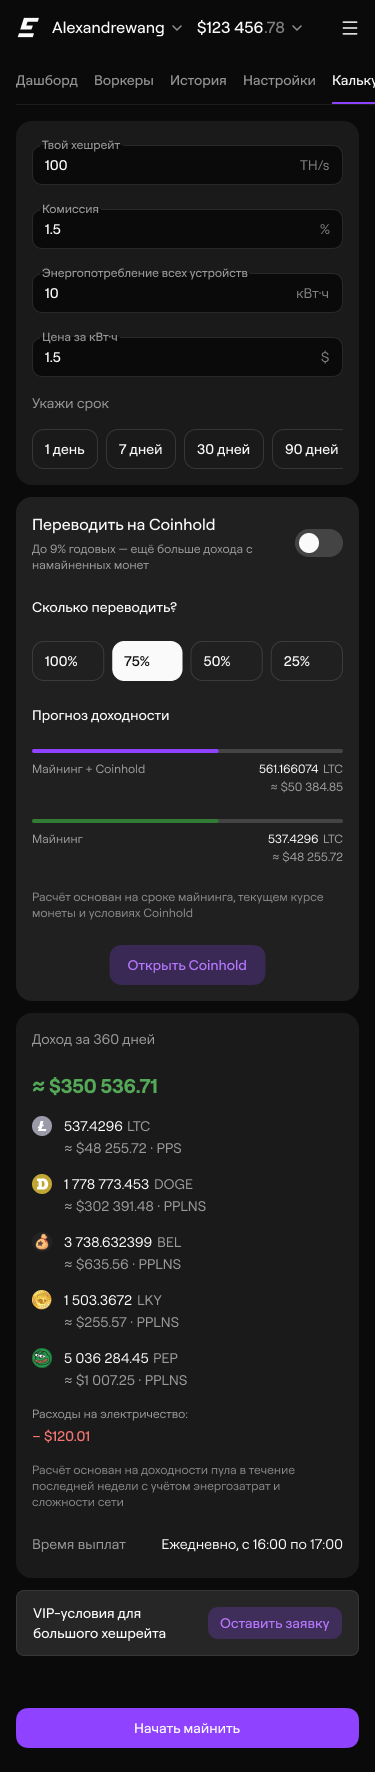 Alexandrewang $123 456.78
Дашборд Воркеры История Настройки Кальку
Твой хешрейт
100 TH/s
Комиссия
1.5 %
Энергопотребление всех устройств
10 кВт·ч
Цена за кВт·ч
1.5 $
Укажи срок
1 день 7 дней 30 дней 90 дней
Переводить на Coinhold
До 9% годовых — ещё больше дохода с
намайненных монет
Сколько переводить?
100% 75% 50% 25%
Прогноз доходности
Майнинг + Coinhold 561.166074 LTC
≈ $50 384.85
Майнинг 537.4296 LTC
≈ $48 255.72
Расчёт основан на сроке майнинга, текущем курсе
монеты и условиях Coinhold
Открыть Coinhold
Доход за 360 дней
≈ $350 536.71
537.4296 LTC
≈ $48 255.72 · PPS
1 778 773.453 DOGE
≈ $302 391.48 · PPLNS
3 738.632399 BEL
≈ $635.56 · PPLNS
1 503.3672 LKY
≈ $255.57 · PPLNS
5 036 284.45 PEP
≈ $1 007.25 · PPLNS
Расходы на электричество:
− $120.01
Расчёт основан на доходности пула в течение
последней недели с учётом энергозатрат и
сложности сети
Время выплат Ежедневно, с 16:00 по 17:00
VIP-условия для
большого хешрейта
Оставить заявку
Начать майнить